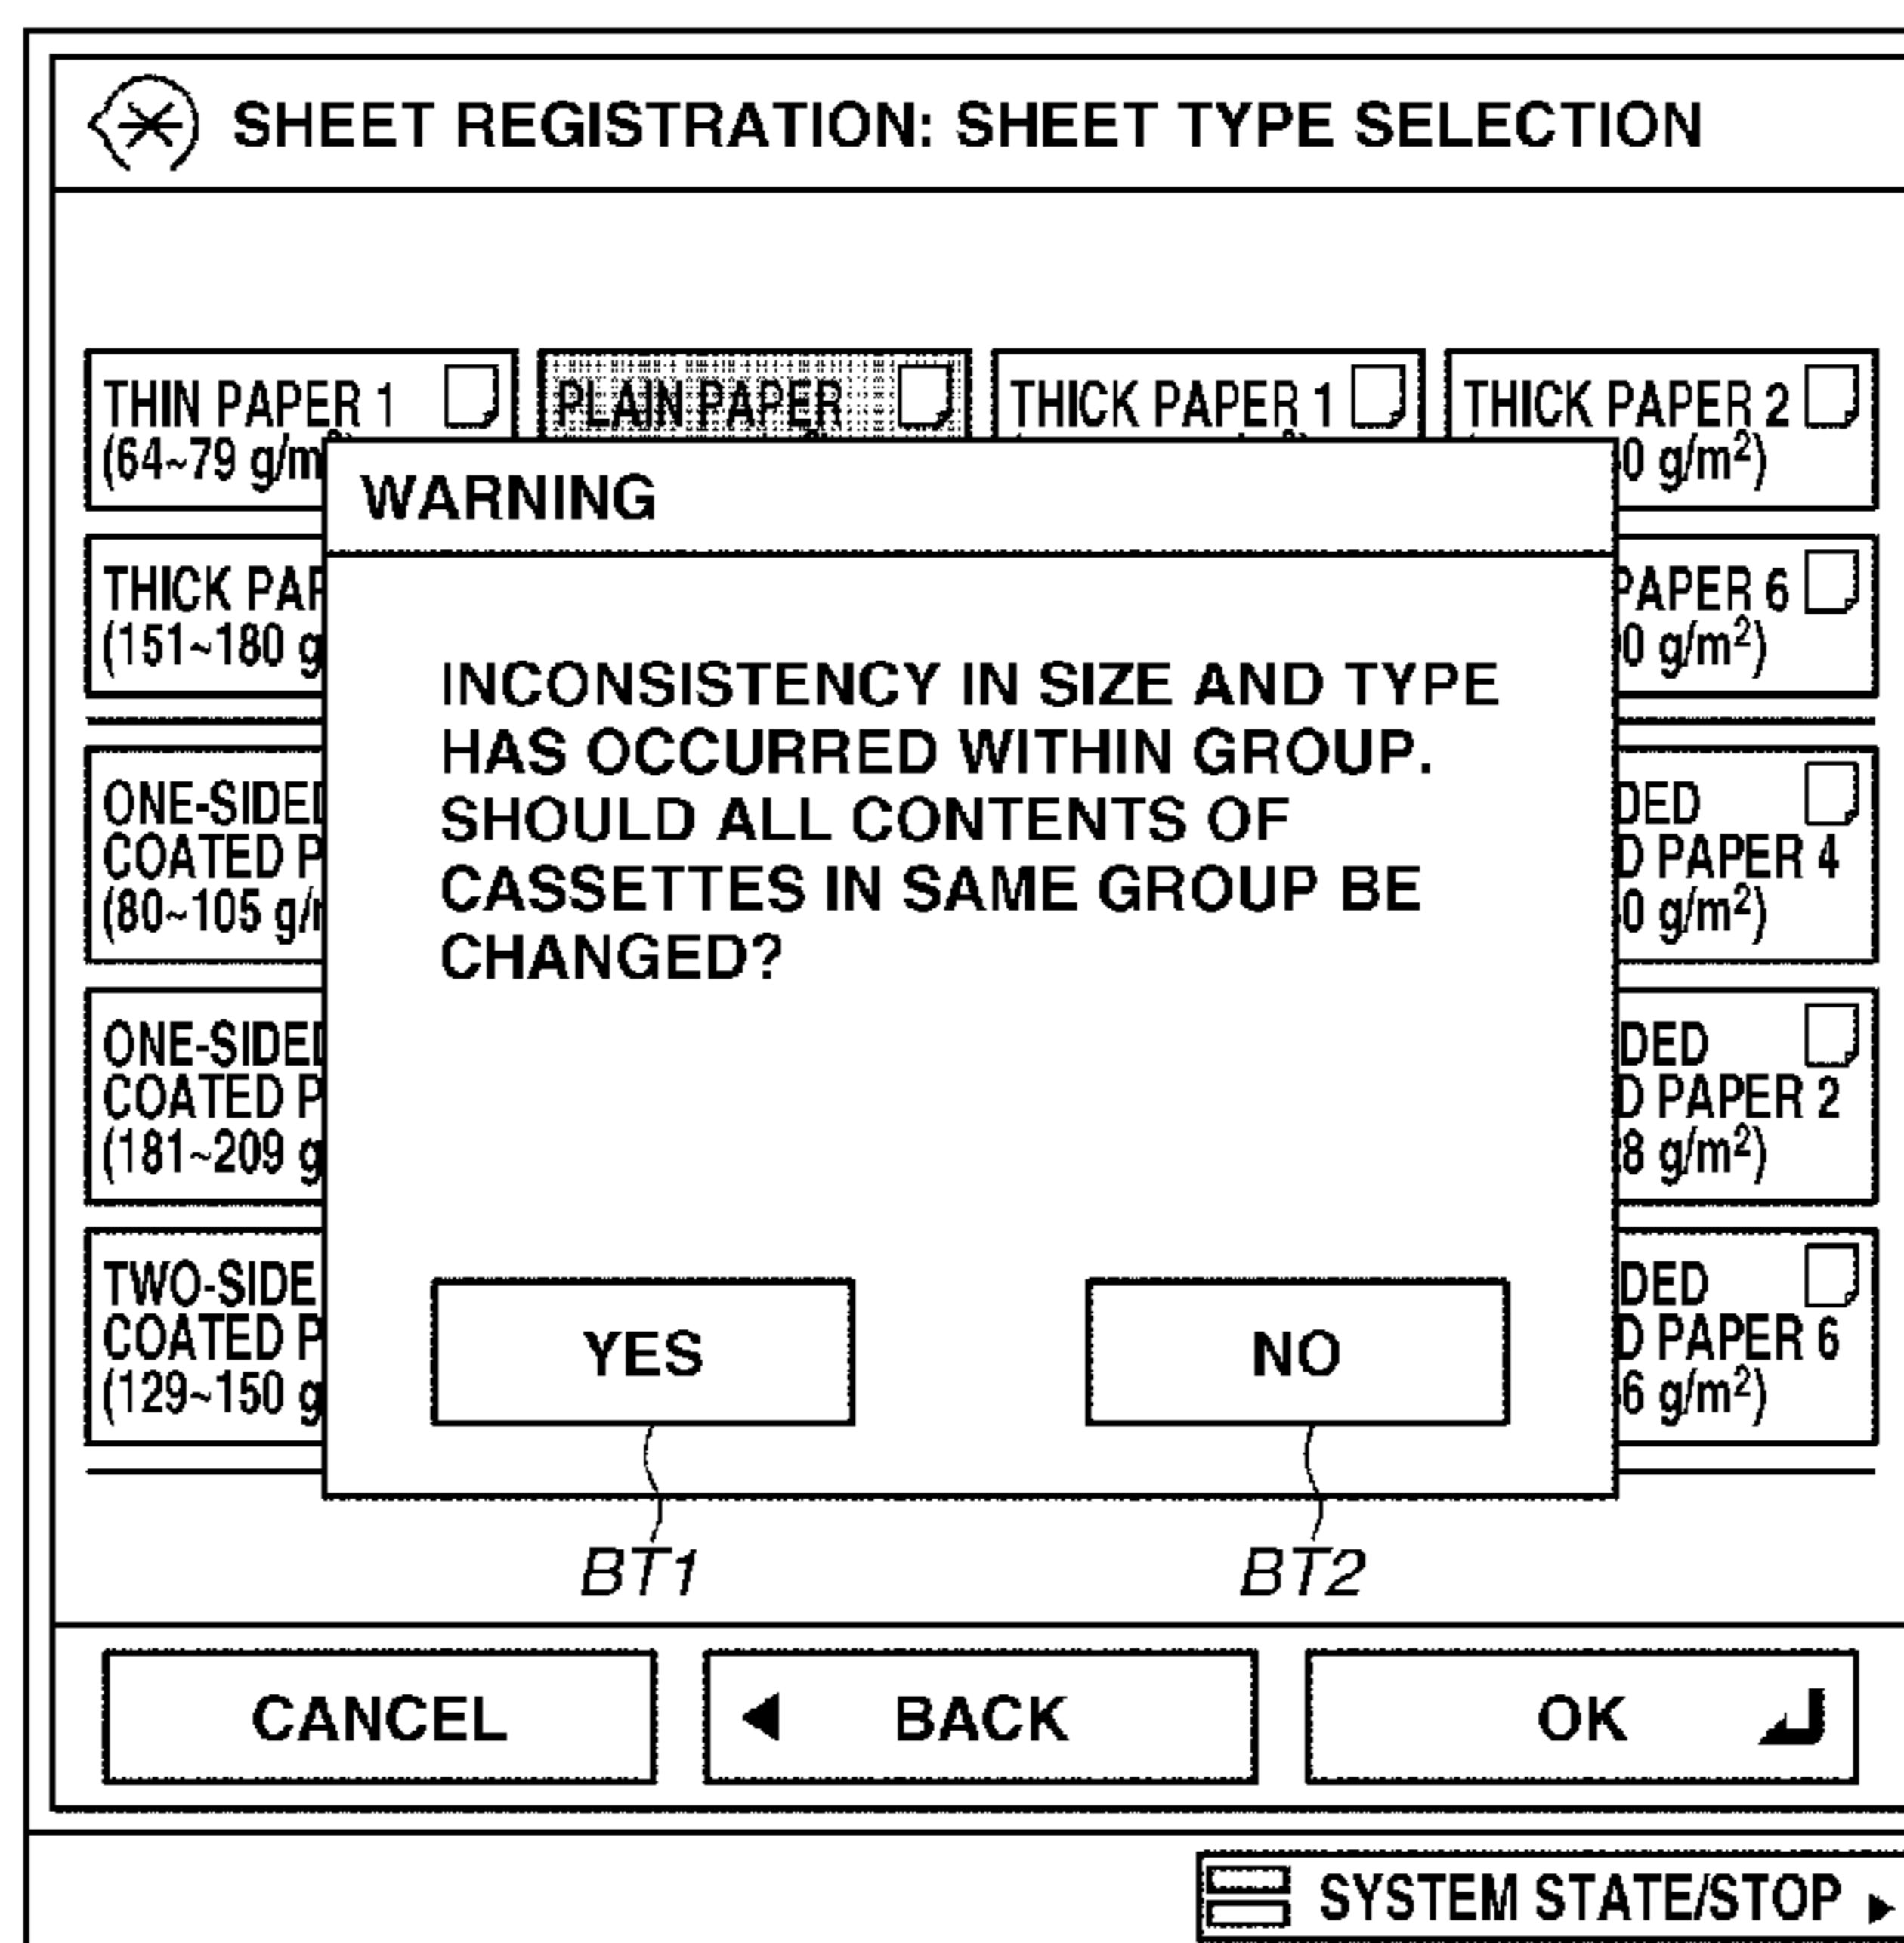 SHEET REGISTRATION: SHEET TYPE SELECTION
THIN PAPER 1
(64~79 g/m
PLAIN PAPER
THICK PAPER 1
THICK PAPER 2
0 g/m²)
THICK PAP
(151~180 g
PAPER 6
0 g/m²)
ONE-SIDED
COATED P
(80~105 g/m
DED
D PAPER 4
0 g/m²)
ONE-SIDED
COATED P
(181~209 g
DED
D PAPER 2
8 g/m²)
TWO-SIDE
COATED P
(129~150 g
DED
D PAPER 6
6 g/m²)
WARNING
INCONSISTENCY IN SIZE AND TYPE
HAS OCCURRED WITHIN GROUP.
SHOULD ALL CONTENTS OF
CASSETTES IN SAME GROUP BE
CHANGED?
YES
NO
BT1
BT2
CANCEL
BACK
OK
SYSTEM STATE/STOP